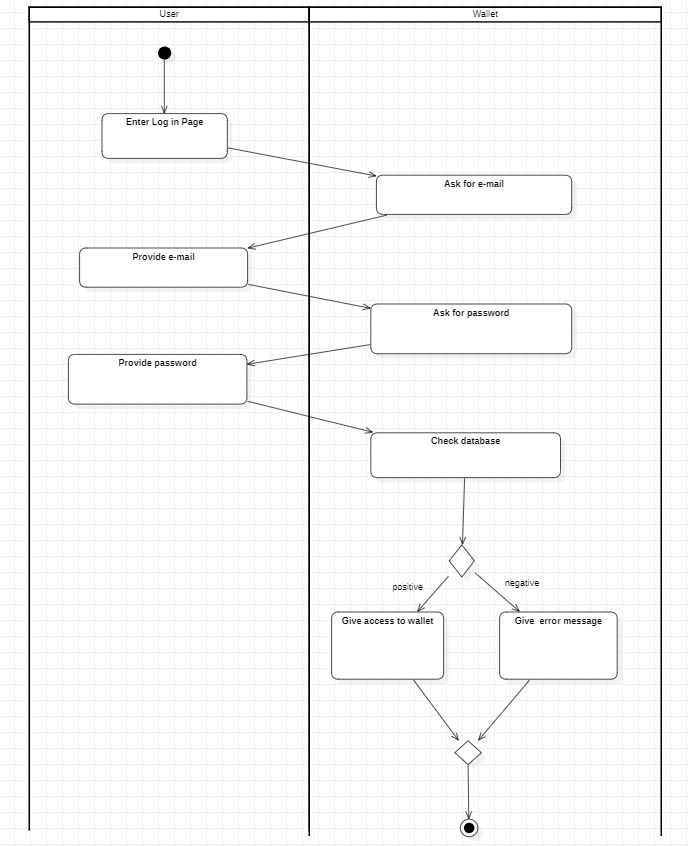 User
Wallet
Enter Log in Page
Ask for e-mail
Provide e-mail
Ask for password
Provide password
Check database
positive
negative
Give access to wallet
Give error message